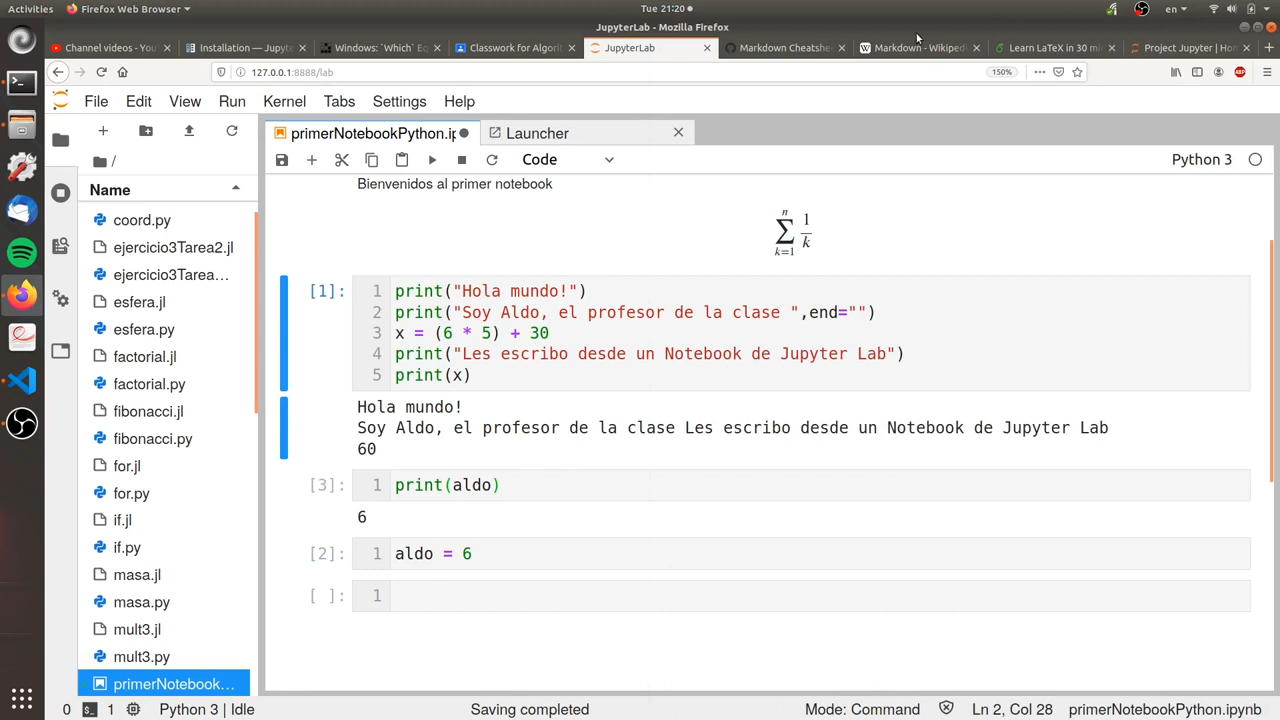 Activities Firefox Web Browser Tue 21:20 en
JupyterLab - Mozilla Firefox
Channel videos - You Installation — Jupyte Windows: `Which` Eq Classwork for Algorit JupyterLab Markdown Cheatshe Markdown - Wikiped Learn LaTeX in 30 mi Project Jupyter | Hom
127.0.0.1:8888/lab 150%
File Edit View Run Kernel Tabs Settings Help
primerNotebookPython.ip Launcher
Code Python 3
/
Name
coord.py
ejercicio3Tarea2.jl
ejercicio3Tarea…
esfera.jl
esfera.py
factorial.jl
factorial.py
fibonacci.jl
fibonacci.py
for.jl
for.py
if.jl
if.py
masa.jl
masa.py
mult3.jl
mult3.py
primerNotebook…
Bienvenidos al primer notebook
n
∑ 1/k
k=1
[1]: 1 print("Hola mundo!")
2 print("Soy Aldo, el profesor de la clase ",end="")
3 x = (6 * 5) + 30
4 print("Les escribo desde un Notebook de Jupyter Lab")
5 print(x)
Hola mundo!
Soy Aldo, el profesor de la clase Les escribo desde un Notebook de Jupyter Lab
60
[3]: 1 print(aldo)
6
[2]: 1 aldo = 6
[ ]: 1
0 1 Python 3 | Idle Saving completed Mode: Command Ln 2, Col 28 primerNotebookPython.ipynb